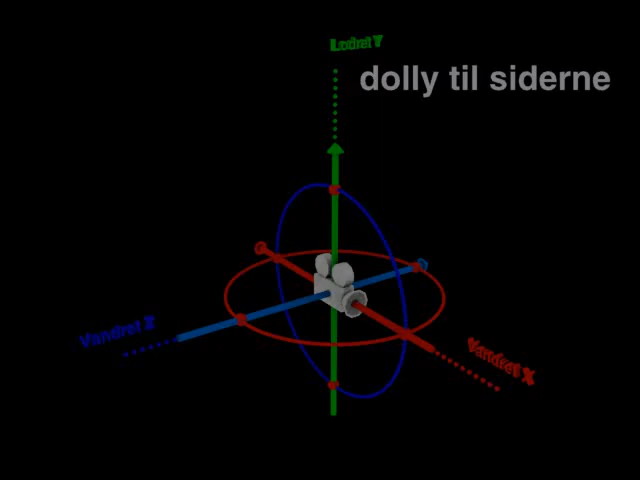 Lodret Y
dolly til siderne
Vandret Z
Vandret X